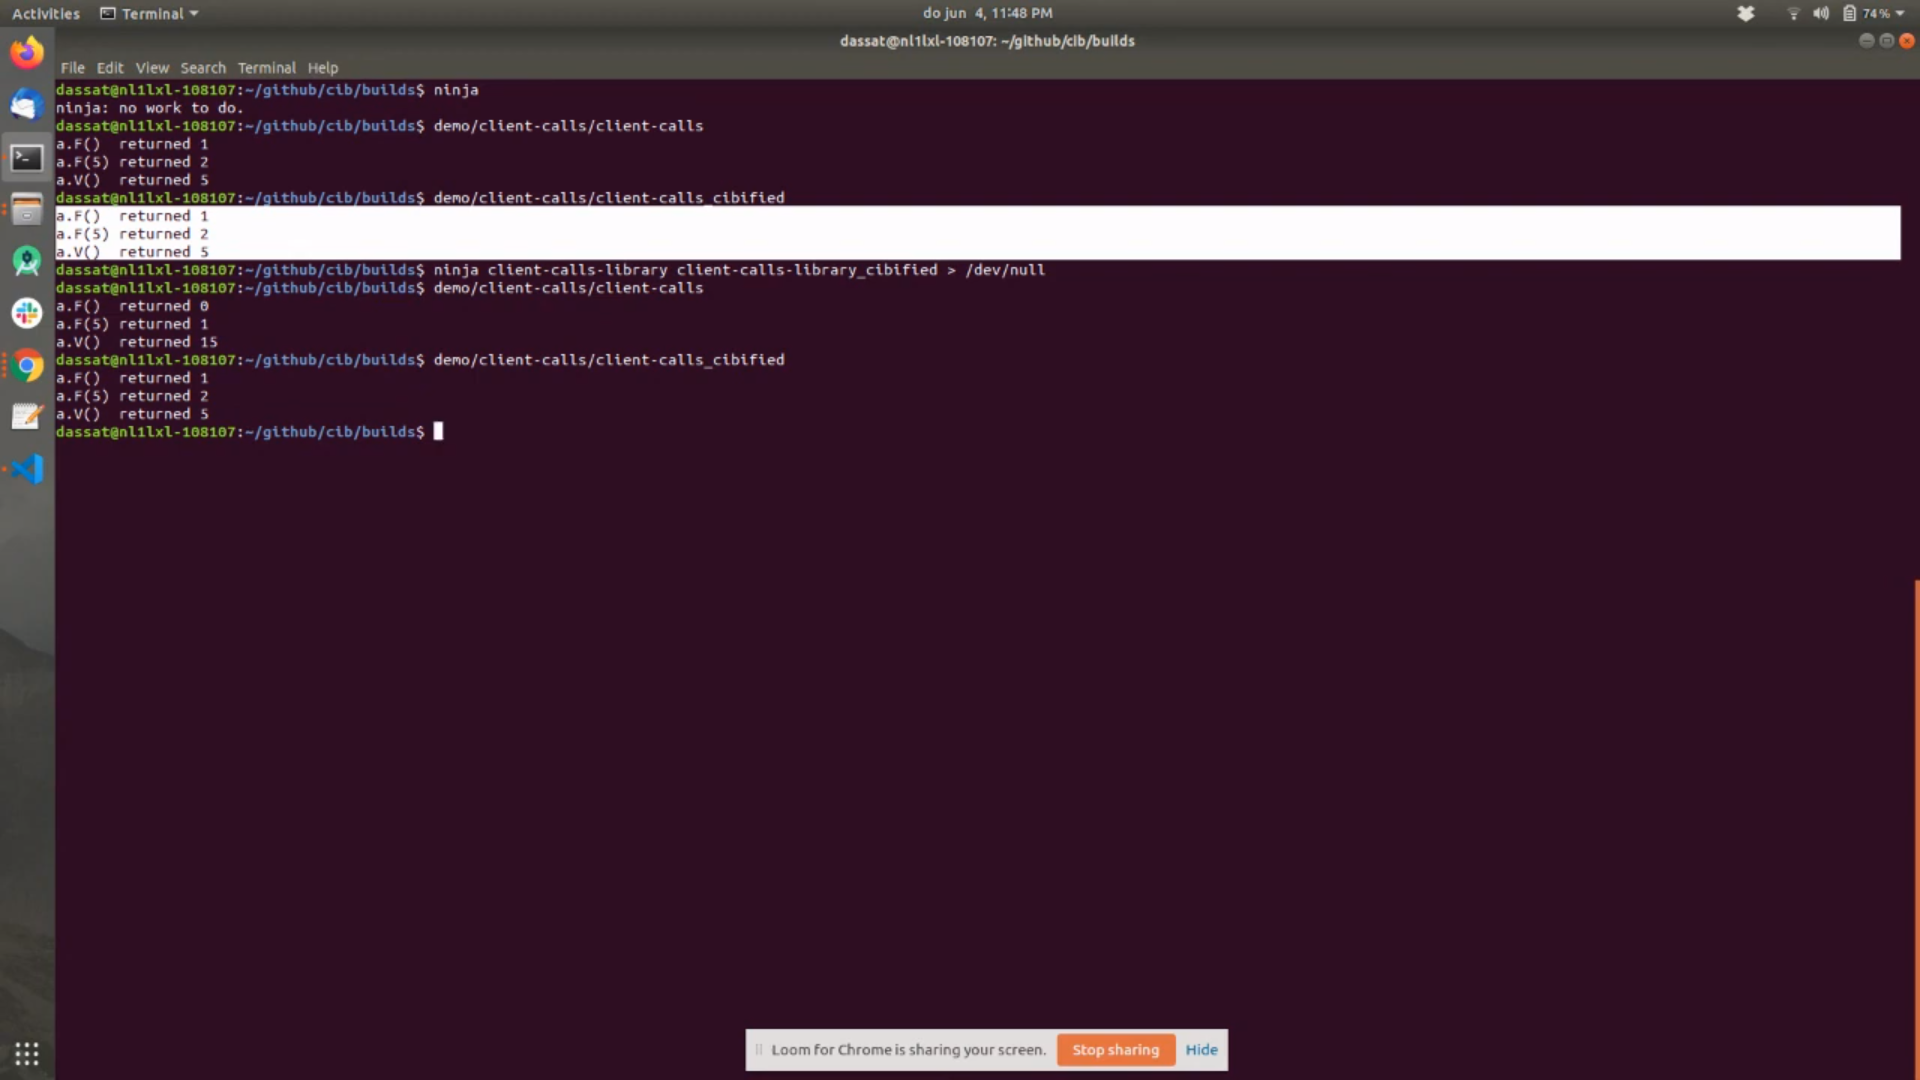 Activities Terminal do jun 4, 11:48 PM 74%
dassat@nl1lxl-108107: ~/github/cib/builds
File Edit View Search Terminal Help
dassat@nl1lxl-108107:~/github/cib/builds$ ninja
ninja: no work to do.
dassat@nl1lxl-108107:~/github/cib/builds$ demo/client-calls/client-calls
a.F() returned 1
a.F(5) returned 2
a.V() returned 5
dassat@nl1lxl-108107:~/github/cib/builds$ demo/client-calls/client-calls_cibified
a.F() returned 1
a.F(5) returned 2
a.V() returned 5
dassat@nl1lxl-108107:~/github/cib/builds$ ninja client-calls-library client-calls-library_cibified > /dev/null
dassat@nl1lxl-108107:~/github/cib/builds$ demo/client-calls/client-calls
a.F() returned 0
a.F(5) returned 1
a.V() returned 15
dassat@nl1lxl-108107:~/github/cib/builds$ demo/client-calls/client-calls_cibified
a.F() returned 1
a.F(5) returned 2
a.V() returned 5
dassat@nl1lxl-108107:~/github/cib/builds$
Loom for Chrome is sharing your screen. Stop sharing Hide